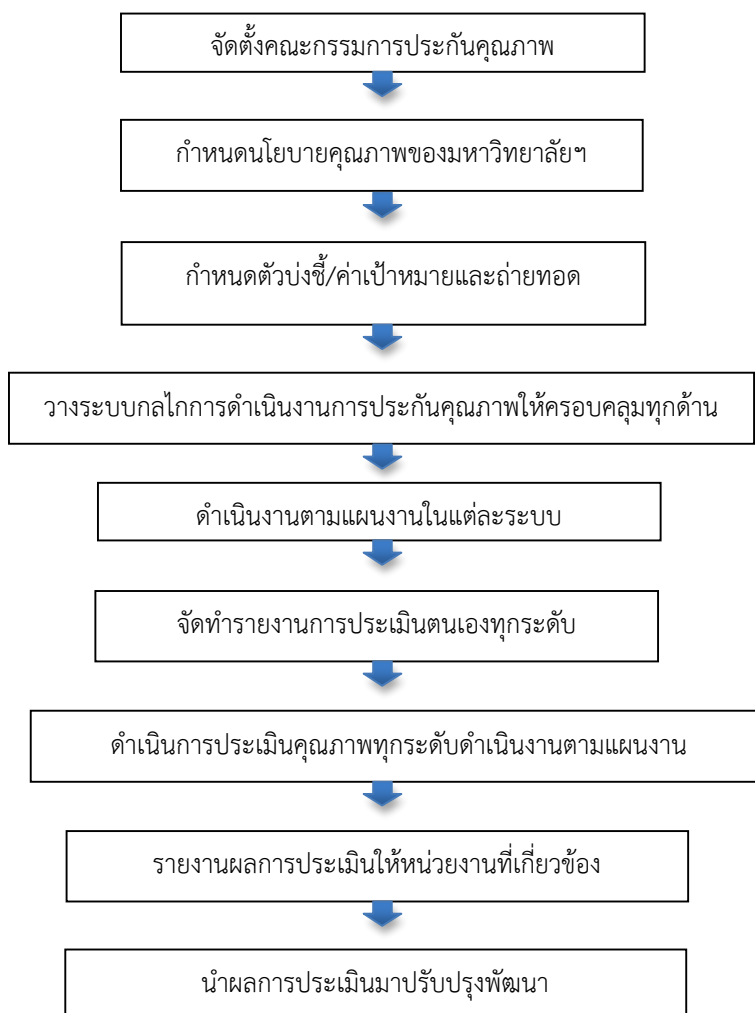 จัดตั้งคณะกรรมการประกันคุณภาพ
กำหนดนโยบายคุณภาพของมหาวิทยาลัยฯ
กำหนดตัวบ่งชี้/ค่าเป้าหมายและถ่ายทอด
วางระบบกลไกการดำเนินงานการประกันคุณภาพให้ครอบคลุมทุกด้าน
ดำเนินงานตามแผนงานในแต่ละระบบ
จัดทำรายงานการประเมินตนเองทุกระดับ
ดำเนินการประเมินคุณภาพทุกระดับดำเนินงานตามแผนงาน
รายงานผลการประเมินให้หน่วยงานที่เกี่ยวข้อง
นำผลการประเมินมาปรับปรุงพัฒนา